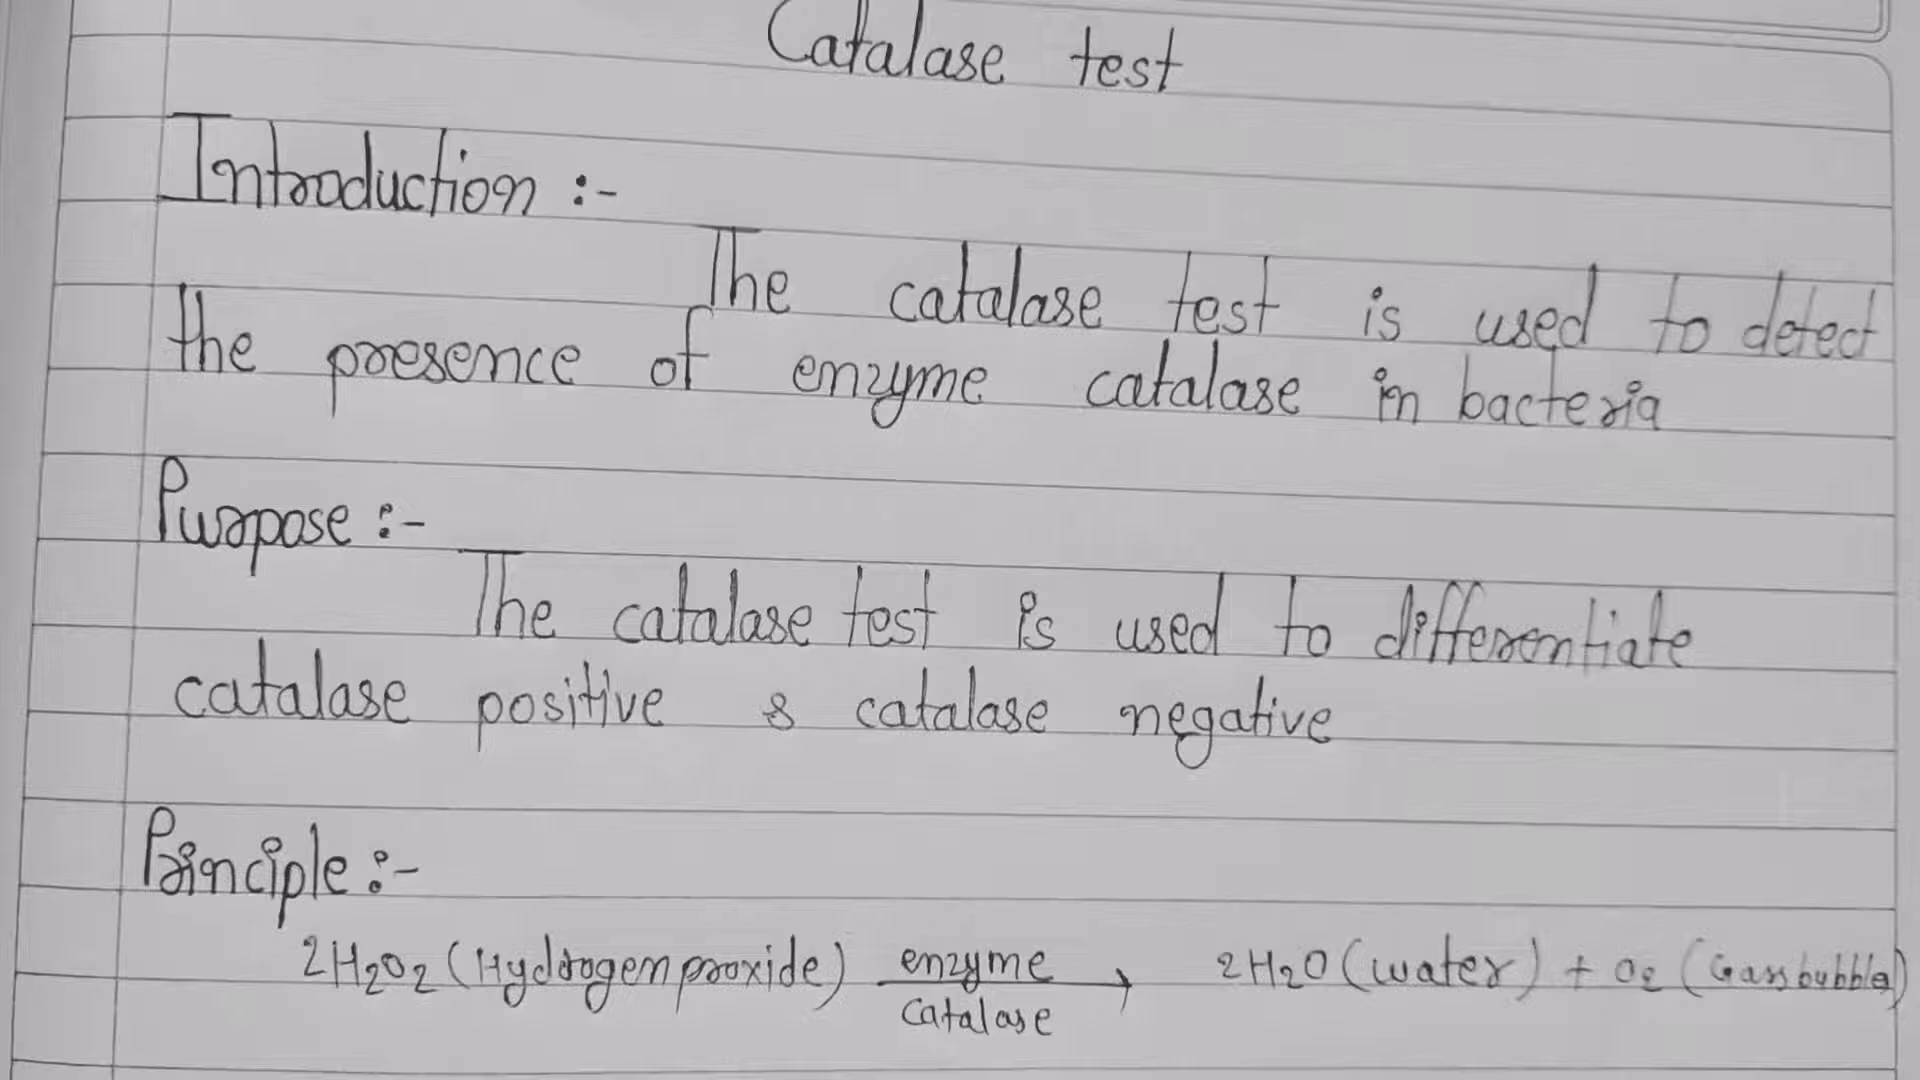 Catalase test
Introduction :-
The catalase test is used to detect
the presence of enzyme catalase in bacteria
Purpose :-
The catalase test is used to differentiate
catalase positive & catalase negative
Principle :-
2H2O2 (Hydrogen proxide) enzyme → 2H2O (water) + O2 (Gass bubble)
catalase